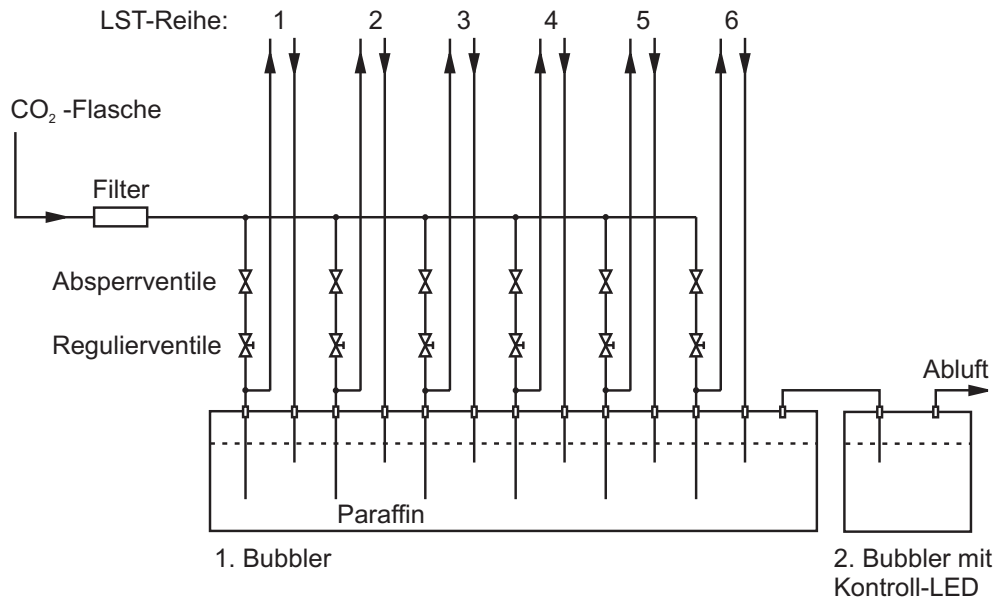 LST-Reihe: 1 2 3 4 5 6
CO₂ -Flasche
Filter
Absperrventile
Regulierventile
Abluft
Paraffin
1. Bubbler
2. Bubbler mit
Kontroll-LED